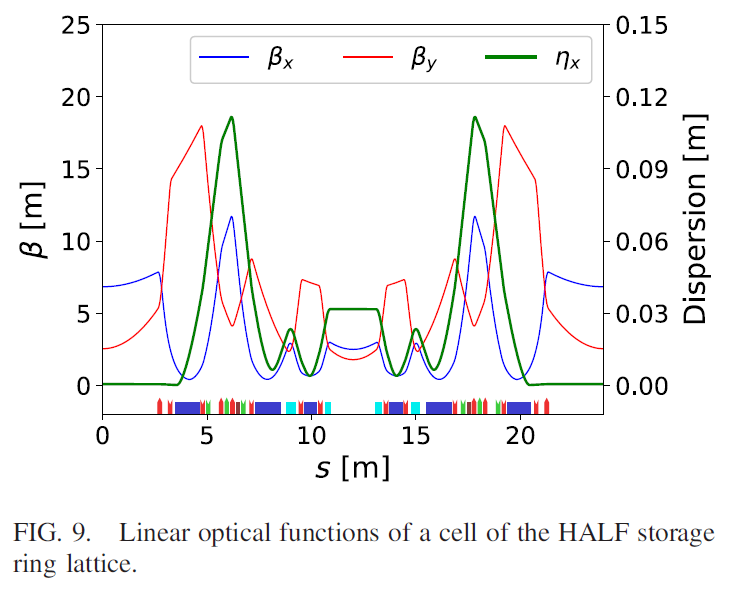 25
20
15
10
5
0
β [m]
βx
βy
ηx
0.15
0.12
0.09
0.06
0.03
0.00
Dispersion [m]
0 5 10 15 20
s [m]
FIG. 9. Linear optical functions of a cell of the HALF storage
ring lattice.